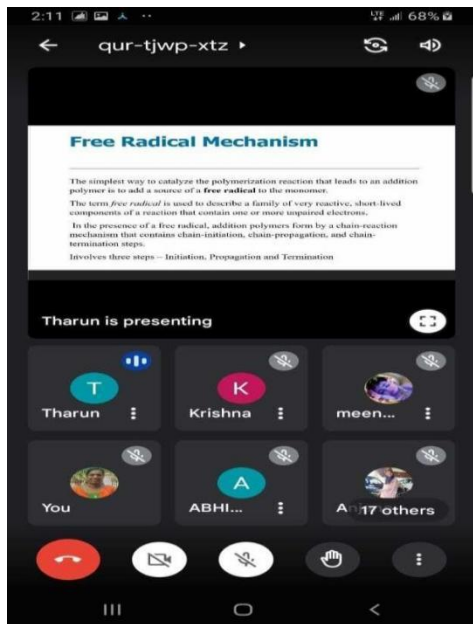 2:11 LTE 68%
qur-tjwp-xtz
Free Radical Mechanism
The simplest way to catalyze the polymerization reaction that leads to an addition
polymer is to add a source of a free radical to the monomer.
The term free radical is used to describe a family of very reactive, short-lived
components of a reaction that contain one or more unpaired electrons.
In the presence of a free radical, addition polymers form by a chain-reaction
mechanism that contains chain-initiation, chain-propagation, and chain-
termination steps.
Involves three steps – Initiation, Propagation and Termination
Tharun is presenting
T K
Tharun Krishna meen...
A
You ABHI... 17 others